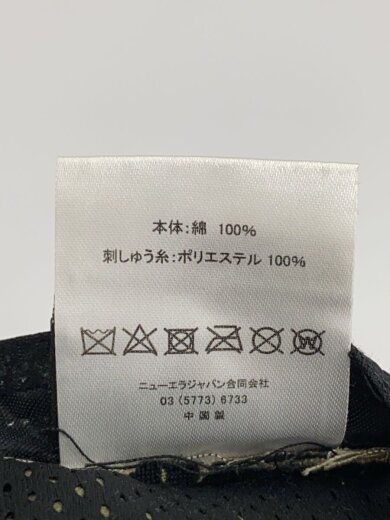 本体:綿 100%
刺しゅう糸:ポリエステル 100%
ニューエラジャパン合同会社
03 (5773) 6733
中国製